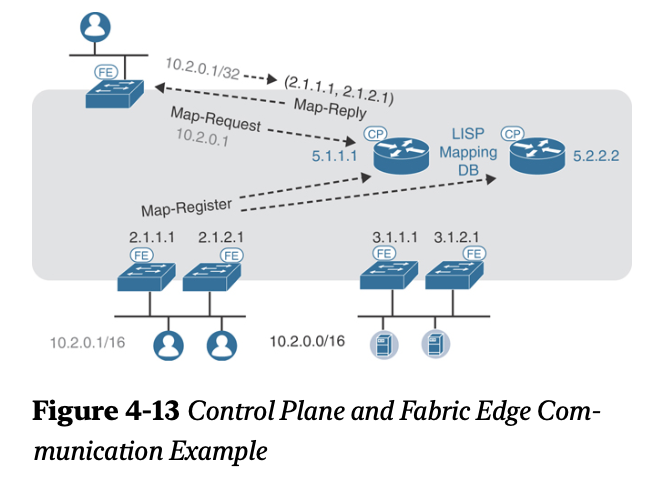 FE
10.2.0.1/32
(2.1.1.1, 2.1.2.1)
Map-Reply
Map-Request
10.2.0.1
CP
5.1.1.1
LISP
Mapping
DB
CP
5.2.2.2
Map-Register
2.1.1.1
2.1.2.1
3.1.1.1
3.1.2.1
FE
FE
FE
FE
10.2.0.1/16
10.2.0.0/16
Figure 4-13 Control Plane and Fabric Edge Com-
munication Example